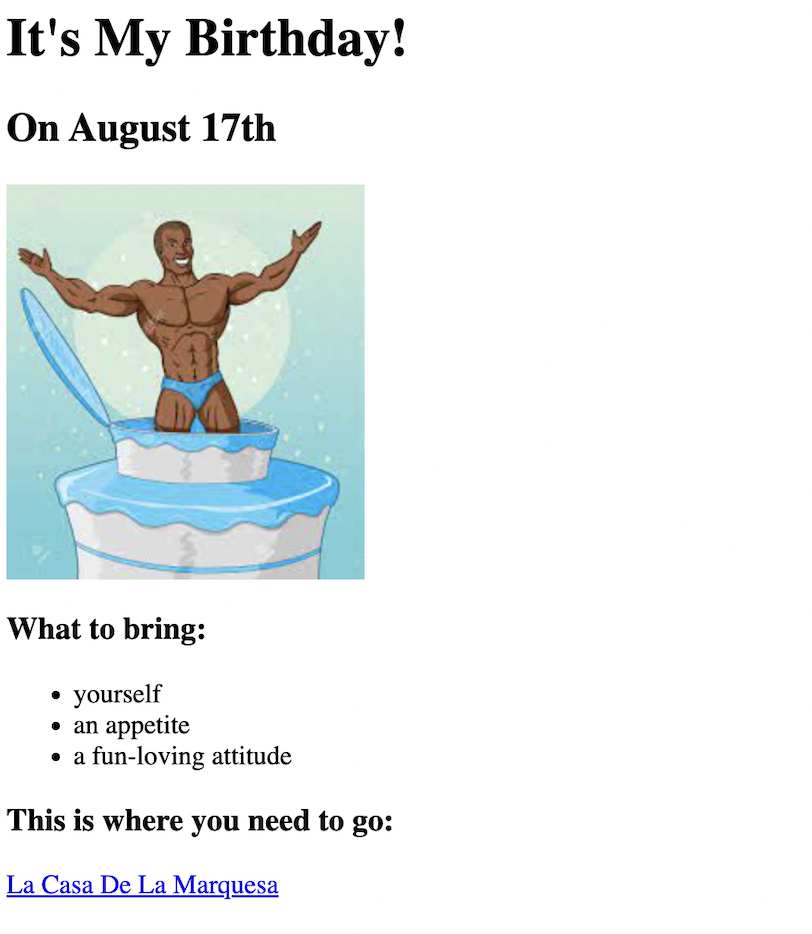 It's My Birthday!
On August 17th
What to bring:
yourself
an appetite
a fun-loving attitude
This is where you need to go:
La Casa De La Marquesa